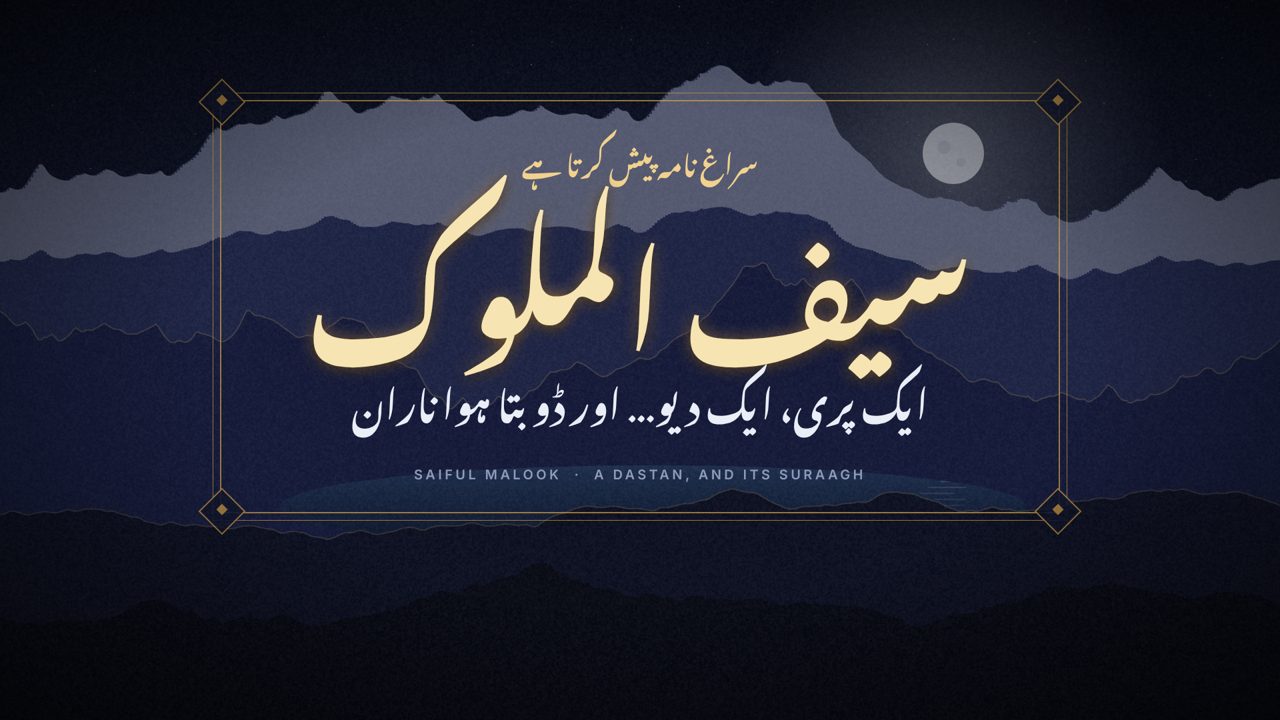 سراغ نامہ پیش کرتا ہے
سیف الملوک
ایک پری، ایک دیو... اور ڈوبتا ہوا ناران
SAIFUL MALOOK · A DASTAN, AND ITS SURAAGH